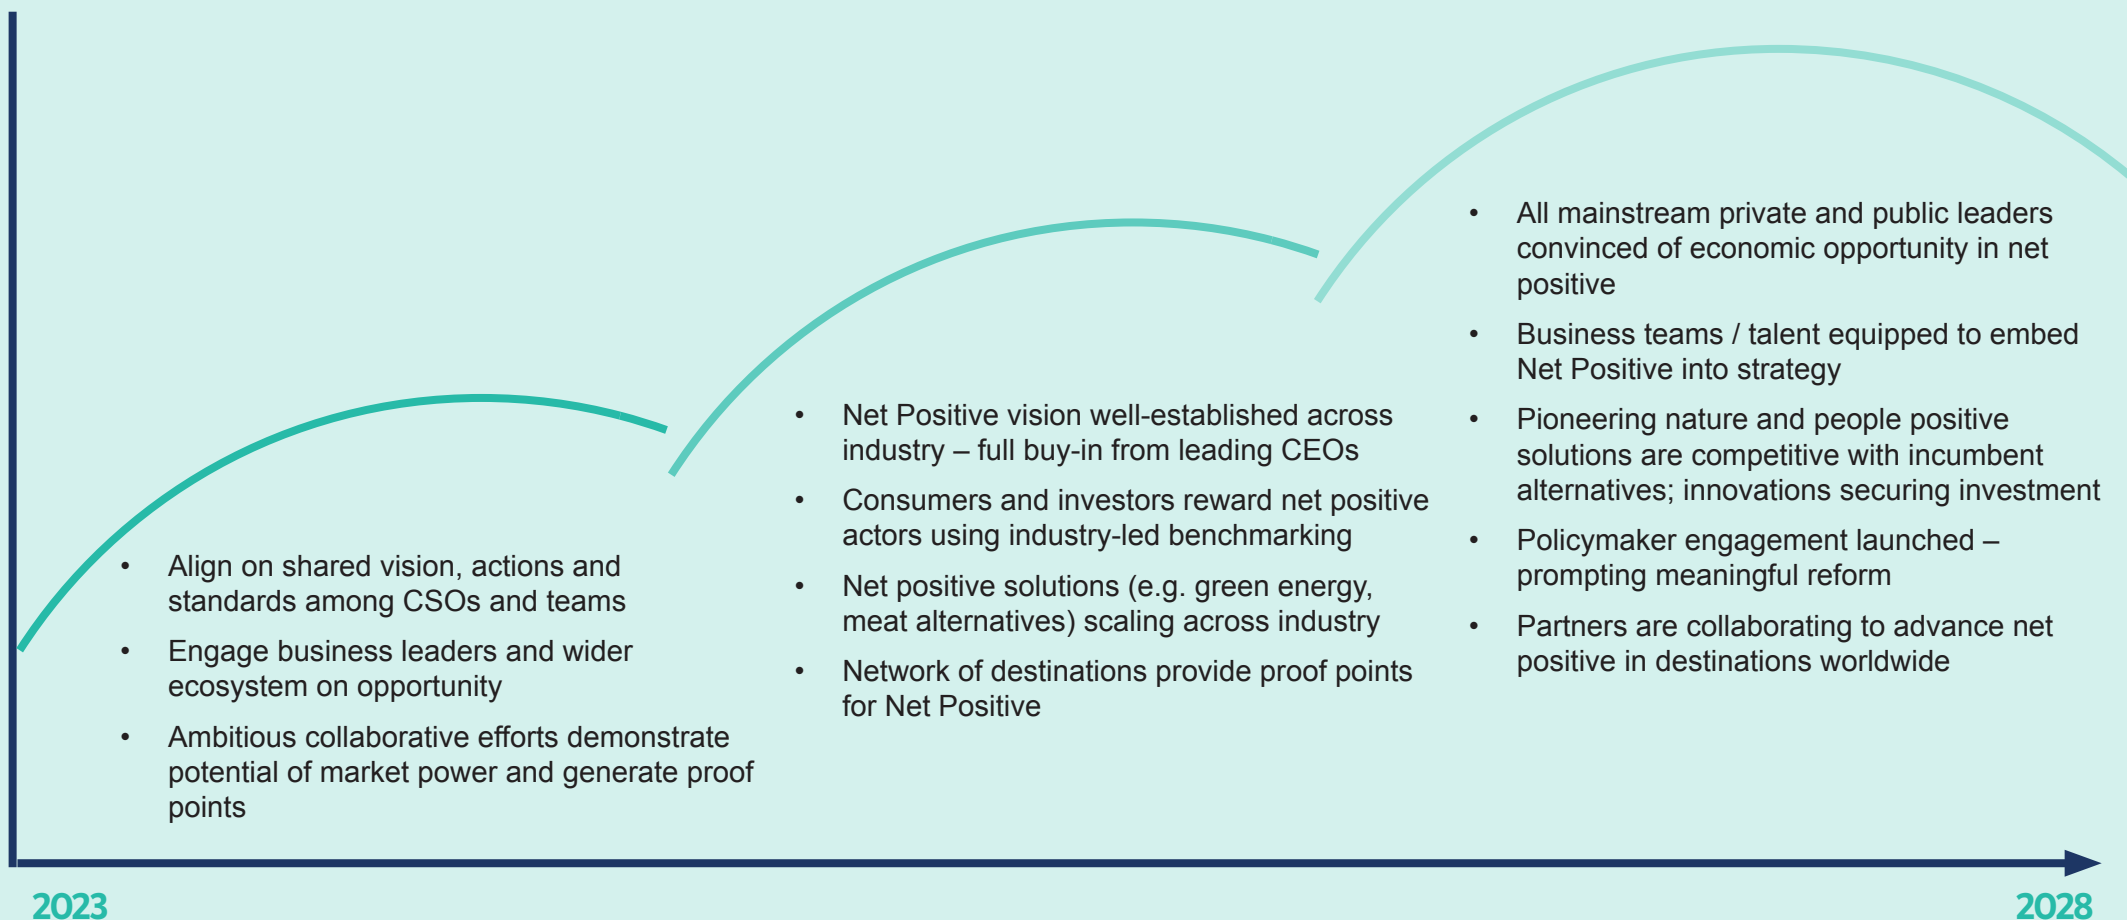 • Align on shared vision, actions and
standards among CSOs and teams
• Engage business leaders and wider
ecosystem on opportunity
• Ambitious collaborative efforts demonstrate
potential of market power and generate proof
points
• Net Positive vision well-established across
industry – full buy-in from leading CEOs
• Consumers and investors reward net positive
actors using industry-led benchmarking
• Net positive solutions (e.g. green energy,
meat alternatives) scaling across industry
• Network of destinations provide proof points
for Net Positive
• All mainstream private and public leaders
convinced of economic opportunity in net
positive
• Business teams / talent equipped to embed
Net Positive into strategy
• Pioneering nature and people positive
solutions are competitive with incumbent
alternatives; innovations securing investment
• Policymaker engagement launched –
prompting meaningful reform
• Partners are collaborating to advance net
positive in destinations worldwide
2023
2028